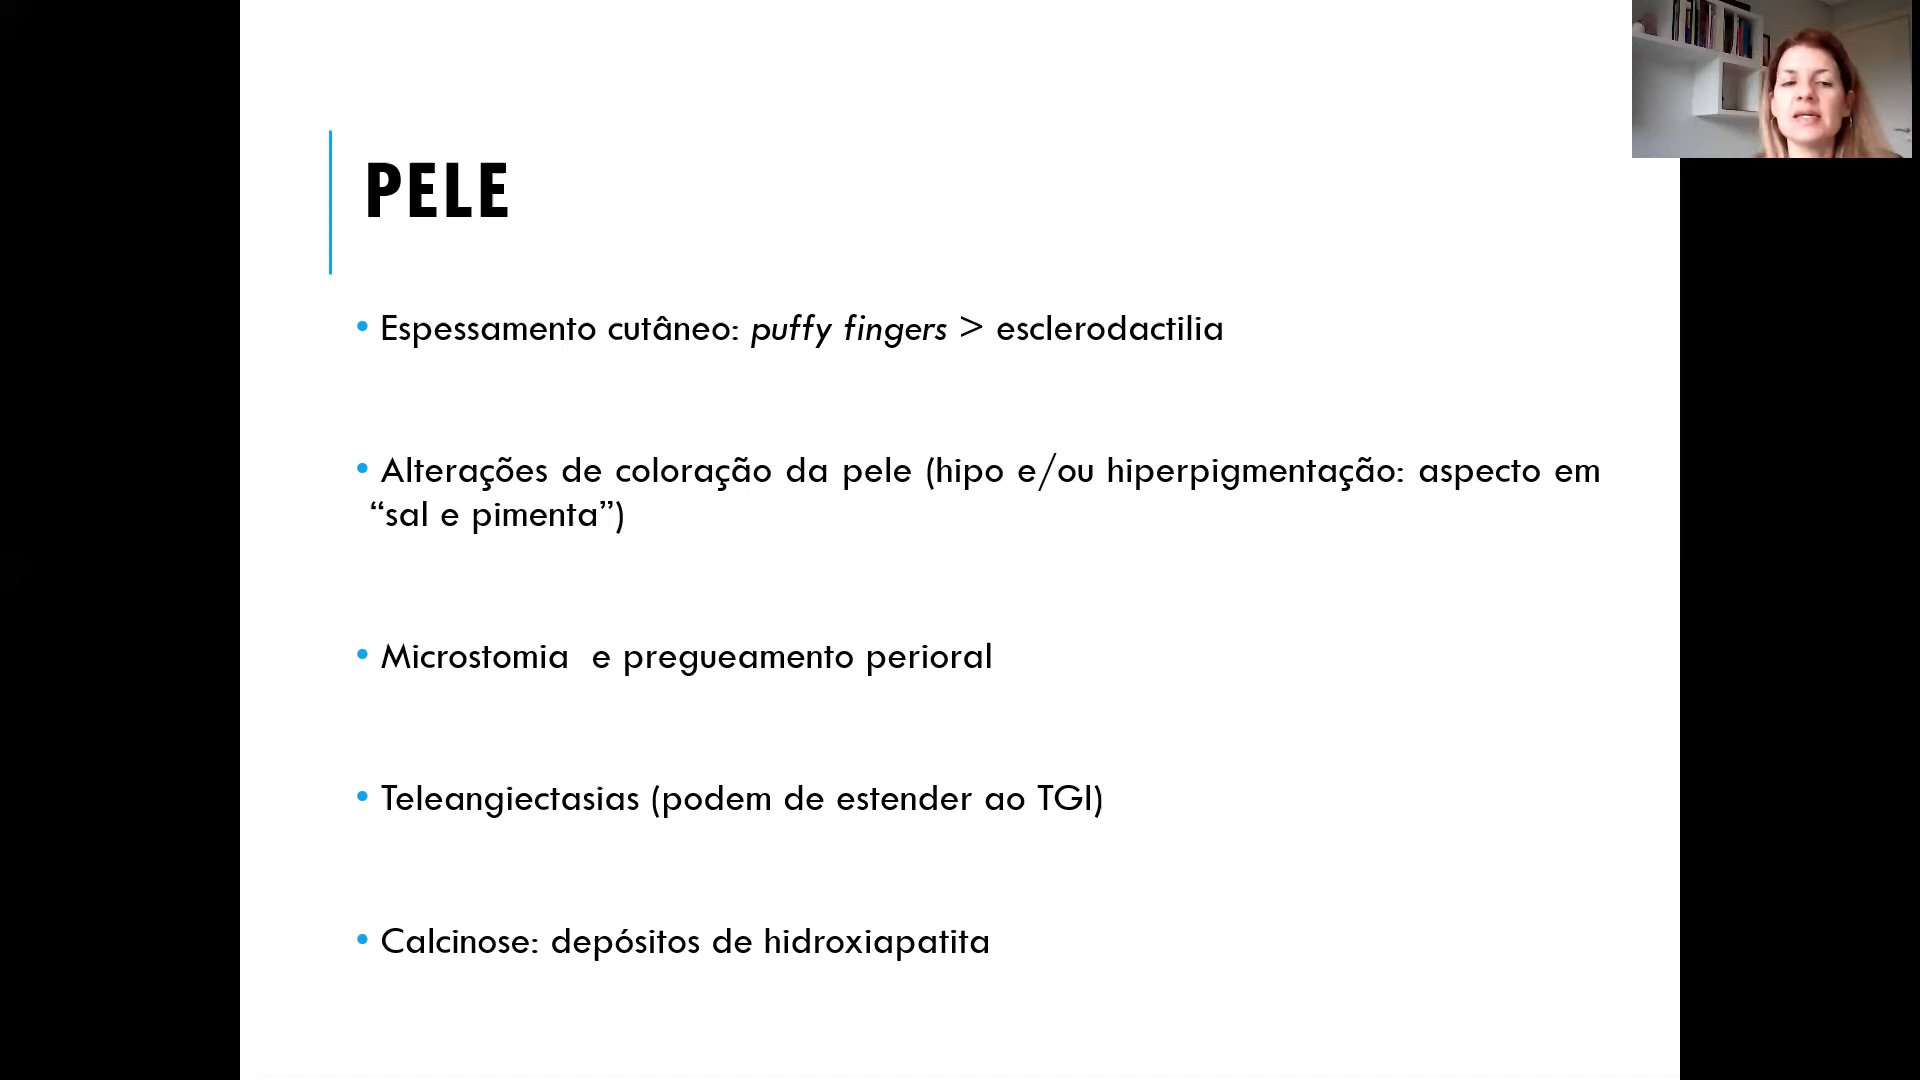 PELE
• Espessamento cutâneo: puffy fingers > esclerodactilia
• Alterações de coloração da pele (hipo e/ou hiperpigmentação: aspecto em
“sal e pimenta”)
• Microstomia e pregueamento perioral
• Teleangiectasias (podem de estender ao TGI)
• Calcinose: depósitos de hidroxiapatita